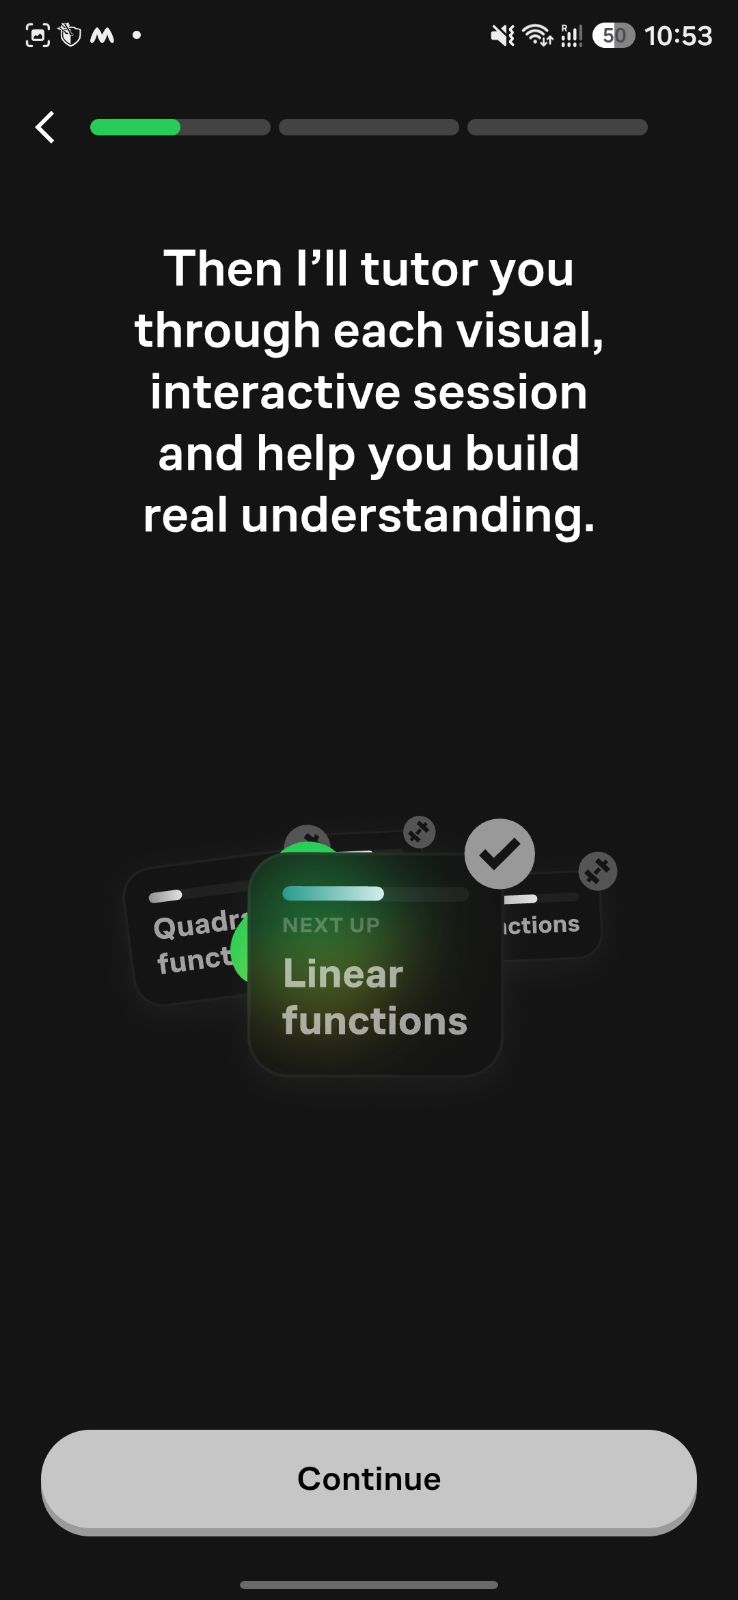 50 10:53
Then I’ll tutor you
through each visual,
interactive session
and help you build
real understanding.
NEXT UP
Linear
functions
Continue